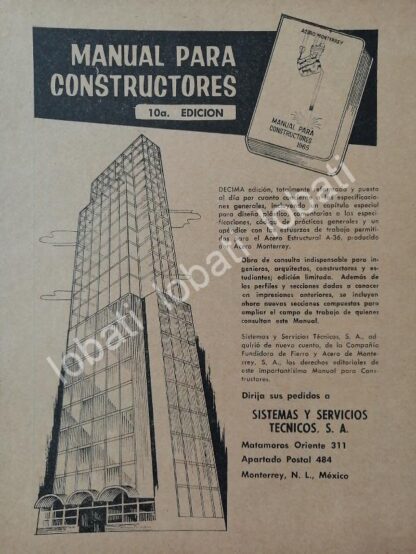 MANUAL PARA
CONSTRUCTORES
10a. EDICION
ACERO MONTERREY
MANUAL PARA
CONSTRUCTORES
1965
DECIMA edición, totalmente reformada y puesta
al día por cuanto a diseño y especificaciones
generales, incluyendo un capítulo especial
para diseño plástico, comentarios a las especi-
ficaciones, códigos de prácticas generales y un
apéndice con los esfuerzos de trabajo permiti-
dos para el Acero Estructural A-36, producido
por Acero Monterrey.
Obra de consulta indispensable para in-
genieros, arquitectos, constructores y es-
tudiantes; edición limitada. Además de
los perfiles y secciones dadas a conocer
en impresiones anteriores, se incluyen
ahora nuevas secciones compuestas para
ampliar el campo de trabajo de quienes
consultan este Manual.
Sistemas y Servicios Técnicos, S. A., ad-
quirió de nueva cuenta, de la Compañía
Fundidora de Fierro y Acero de Monte-
rrey, S. A., los derechos editoriales de
este importantísimo Manual para Cons-
tructores.
Dirija sus pedidos a
SISTEMAS Y SERVICIOS
TECNICOS, S. A.
Matamoros Oriente 311
Apartado Postal 484
Monterrey, N. L., México
lobati lobati lobati